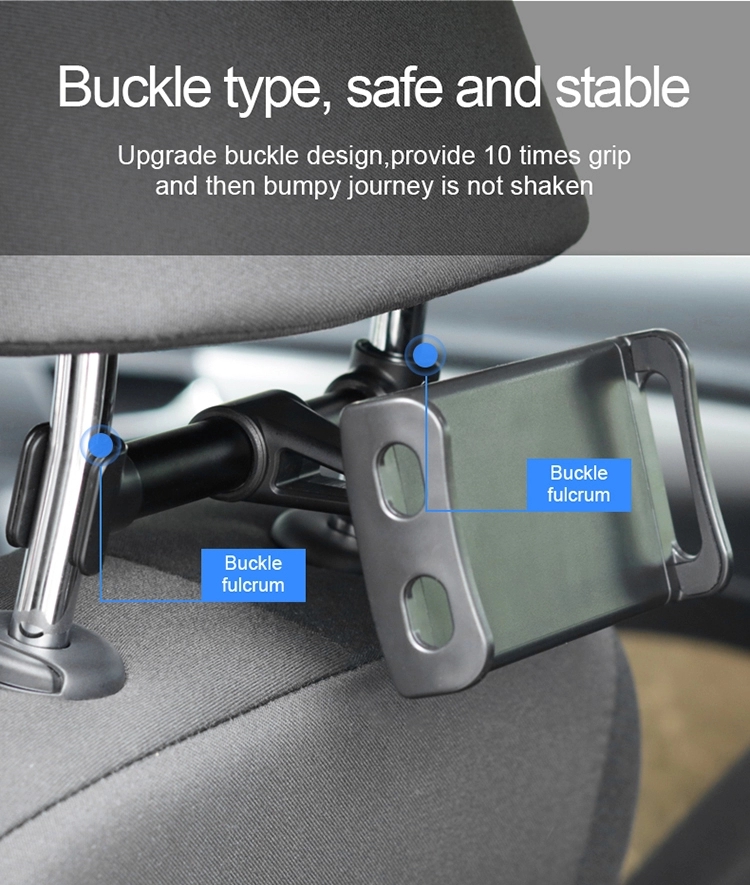 Buckle type, safe and stable
Upgrade buckle design,provide 10 times grip
and then bumpy journey is not shaken
Buckle
fulcrum
Buckle
fulcrum